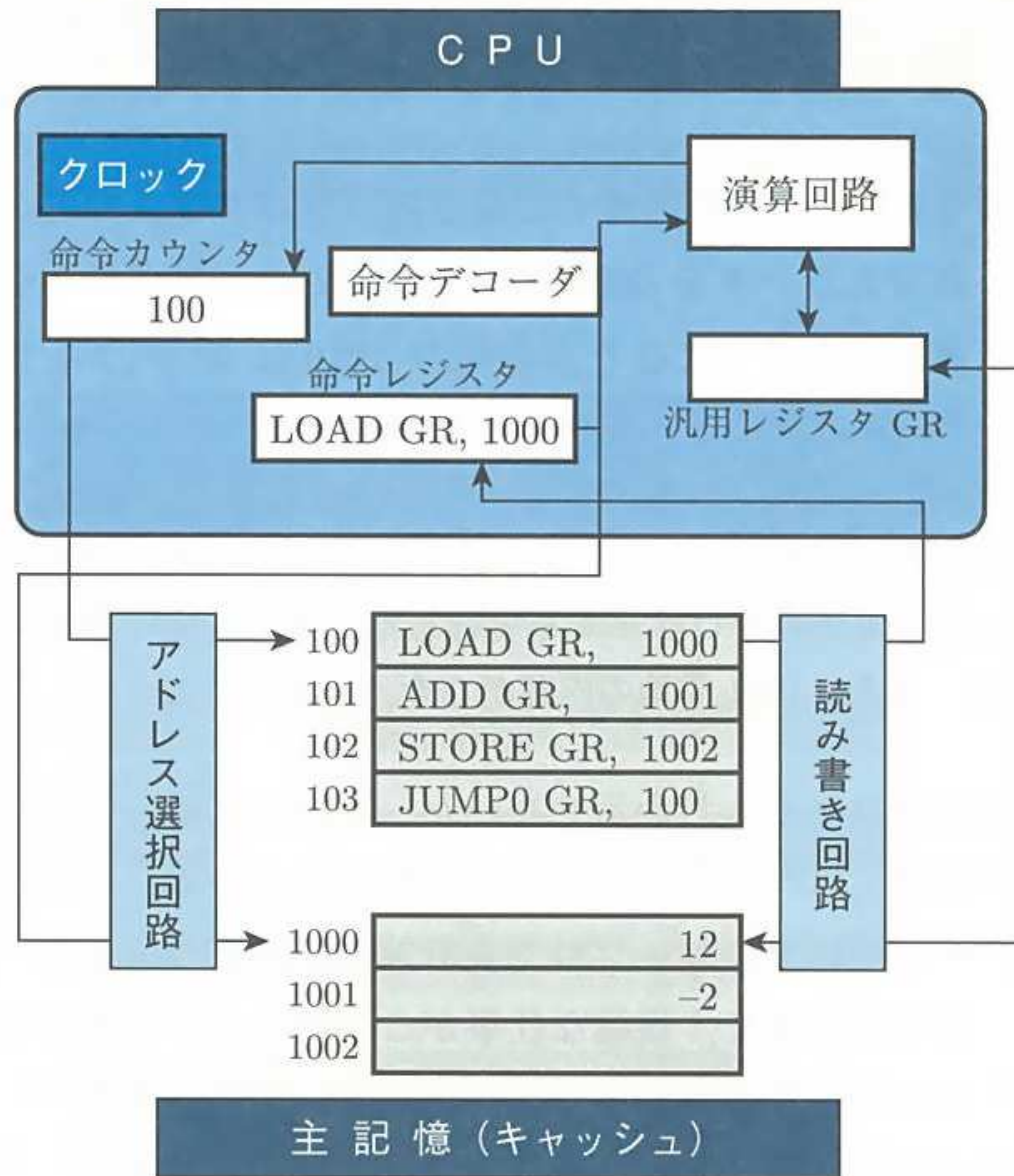 CPU
クロック
命令カウンタ
100
命令デコーダ
演算回路
命令レジスタ
LOAD GR, 1000
汎用レジスタ GR
アドレス選択回路
100 LOAD GR, 1000
101 ADD GR, 1001
102 STORE GR, 1002
103 JUMP0 GR, 100
読み書き回路
1000 12
1001 –2
1002
主記憶（キャッシュ）